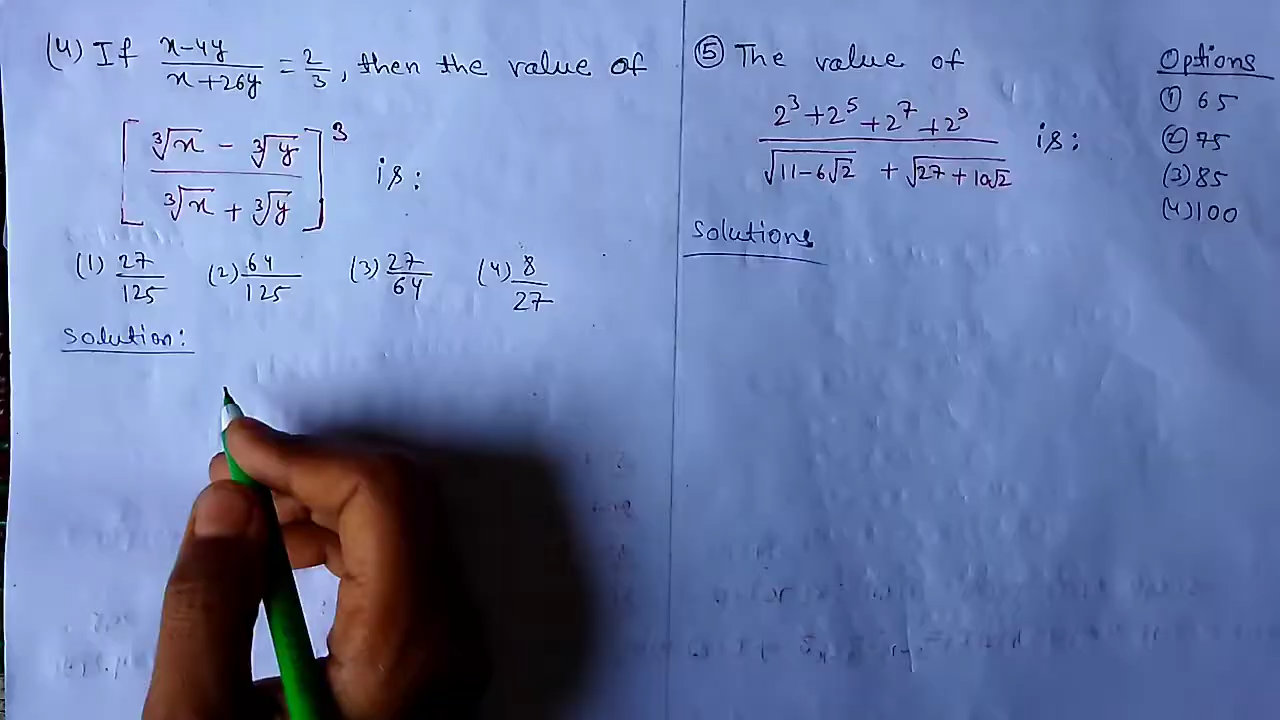 (4) If (x-4y)/(x+26y) = 2/3, then the value of
[(∛x - ∛y)/(∛x + ∛y)]³ is:
(1) 27/125 (2) 64/125 (3) 27/64 (4) 8/27
Solution:
⑤ The value of
(2³+2⁵+2⁷+2⁹)/(√(11-6√2) + √(27+10√2)) is:
Options
① 65
② 75
(3) 85
(4) 100
Solutions